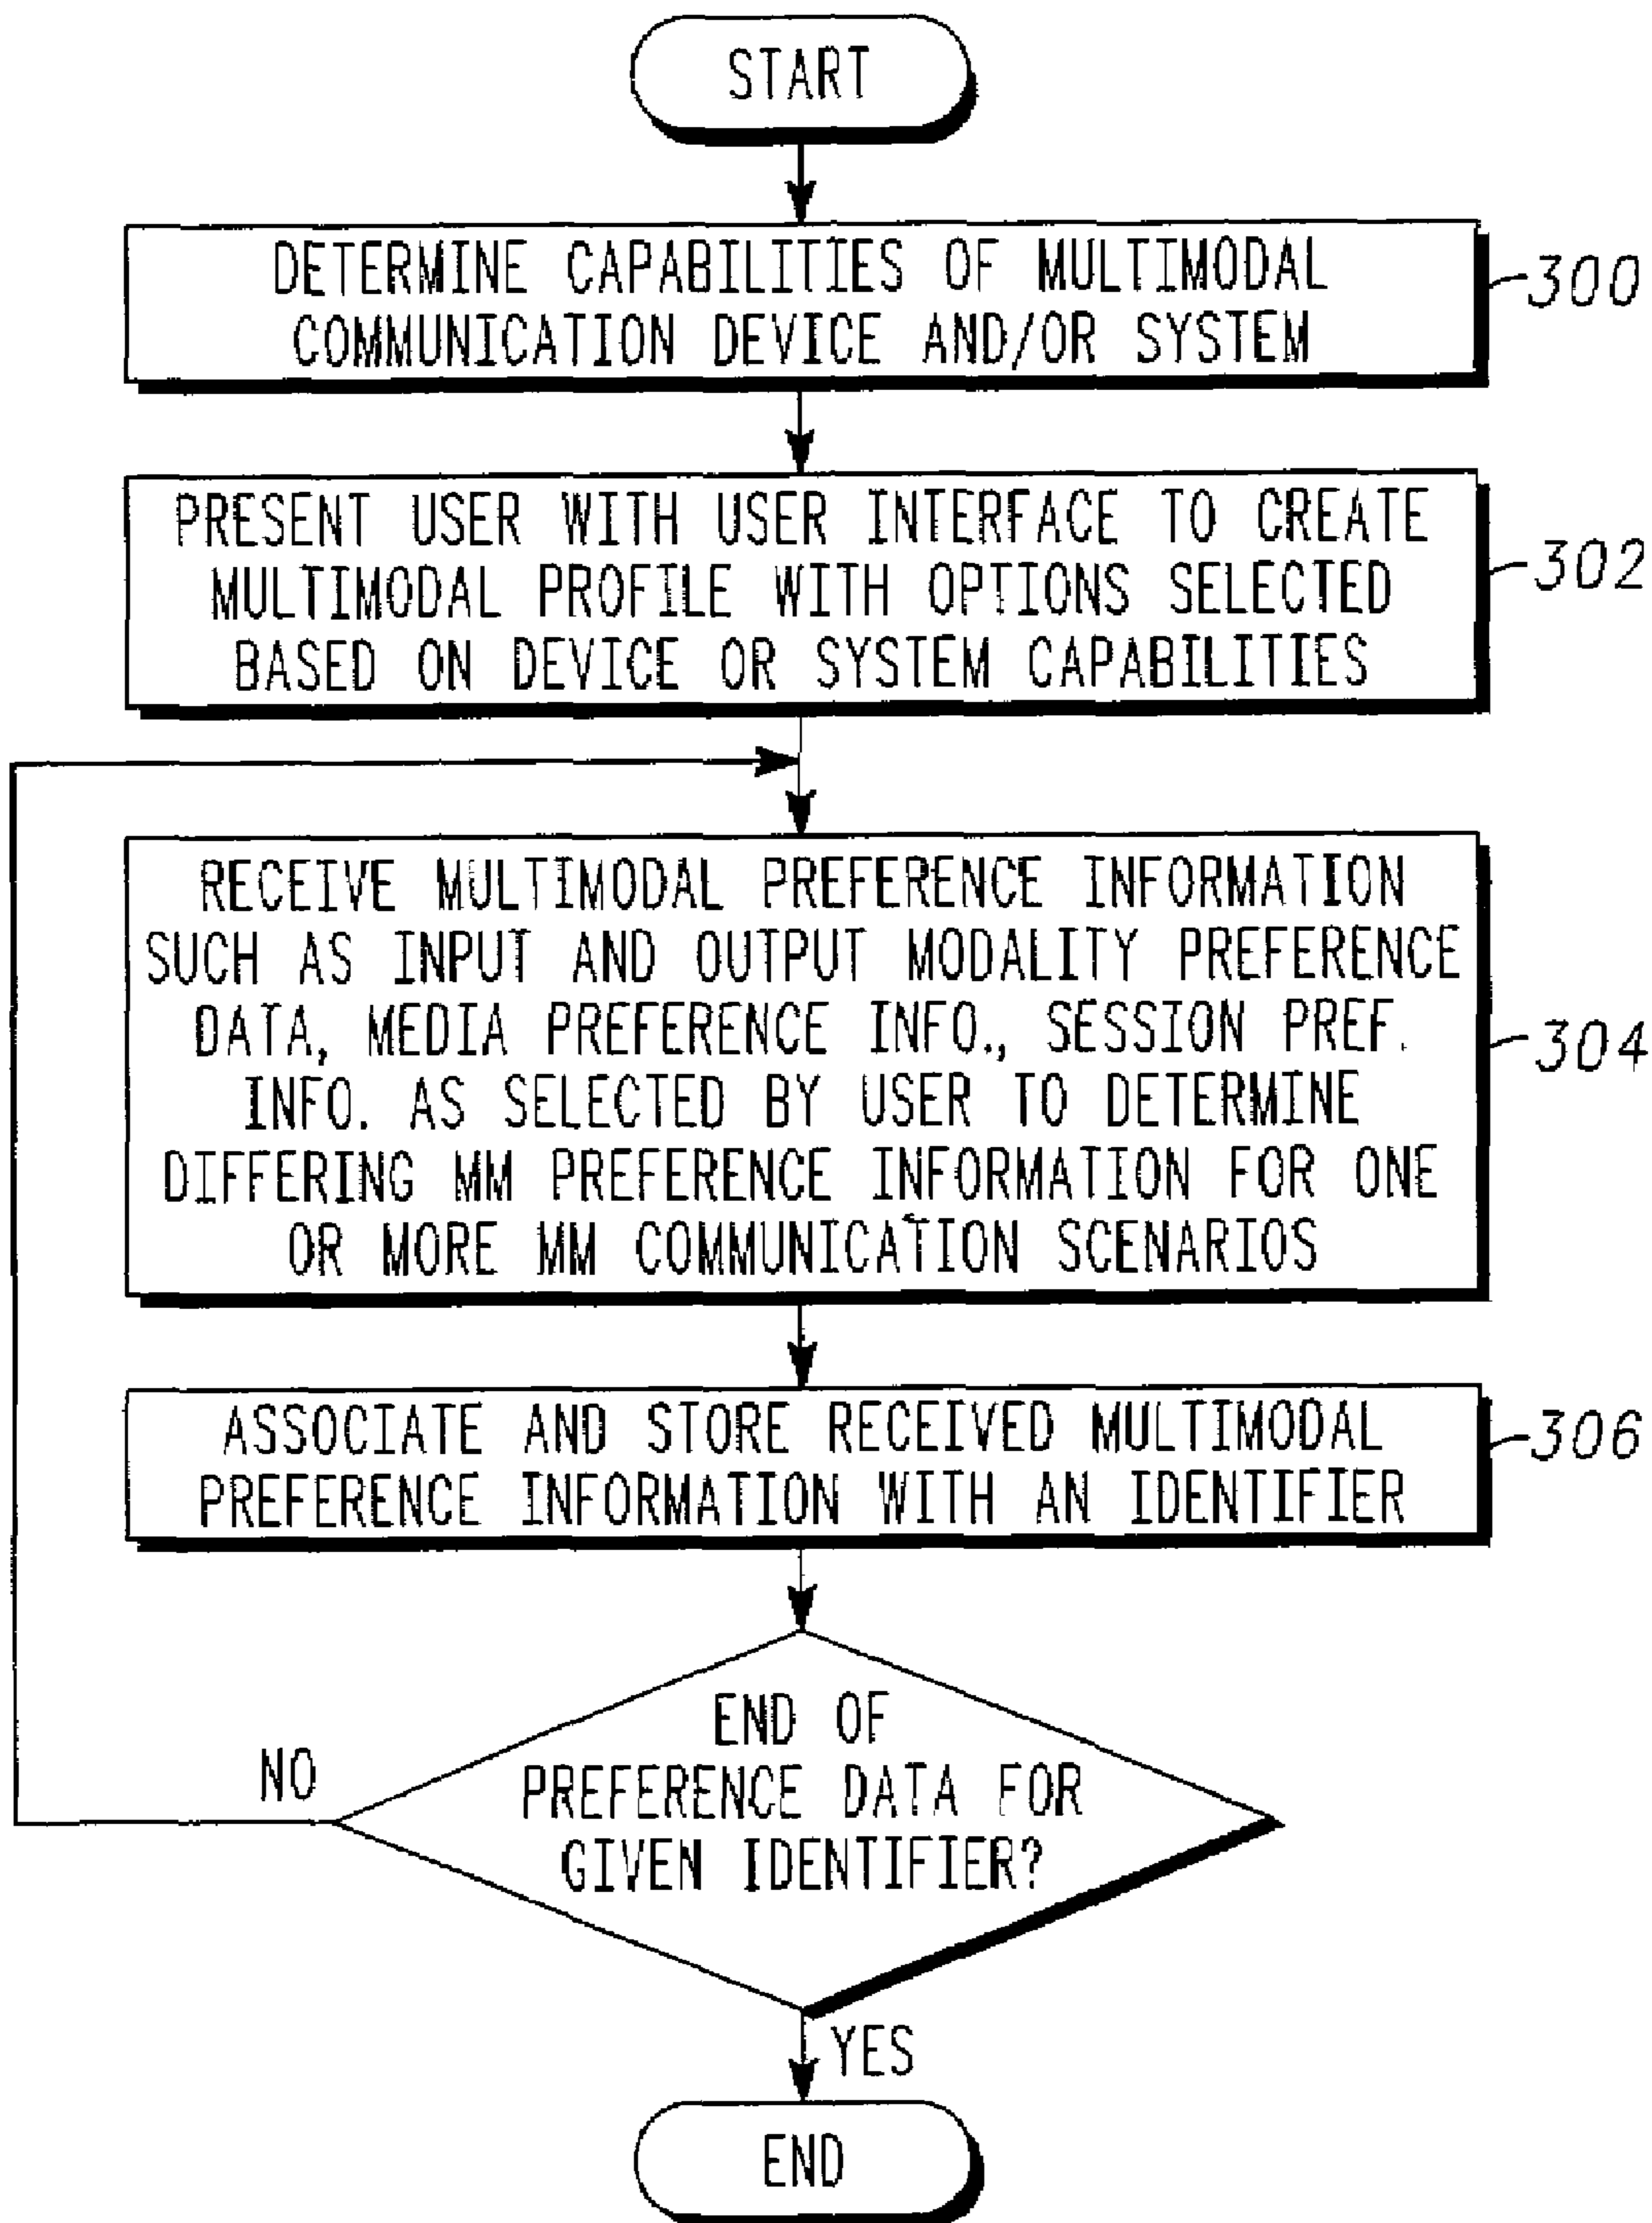 START
DETERMINE CAPABILITIES OF MULTIMODAL
COMMUNICATION DEVICE AND/OR SYSTEM
300
PRESENT USER WITH USER INTERFACE TO CREATE
MULTIMODAL PROFILE WITH OPTIONS SELECTED
BASED ON DEVICE OR SYSTEM CAPABILITIES
302
RECEIVE MULTIMODAL PREFERENCE INFORMATION
SUCH AS INPUT AND OUTPUT MODALITY PREFERENCE
DATA, MEDIA PREFERENCE INFO., SESSION PREF.
INFO. AS SELECTED BY USER TO DETERMINE
DIFFERING MM PREFERENCE INFORMATION FOR ONE
OR MORE MM COMMUNICATION SCENARIOS
304
ASSOCIATE AND STORE RECEIVED MULTIMODAL
PREFERENCE INFORMATION WITH AN IDENTIFIER
306
END OF
PREFERENCE DATA FOR
GIVEN IDENTIFIER?
NO
YES
END